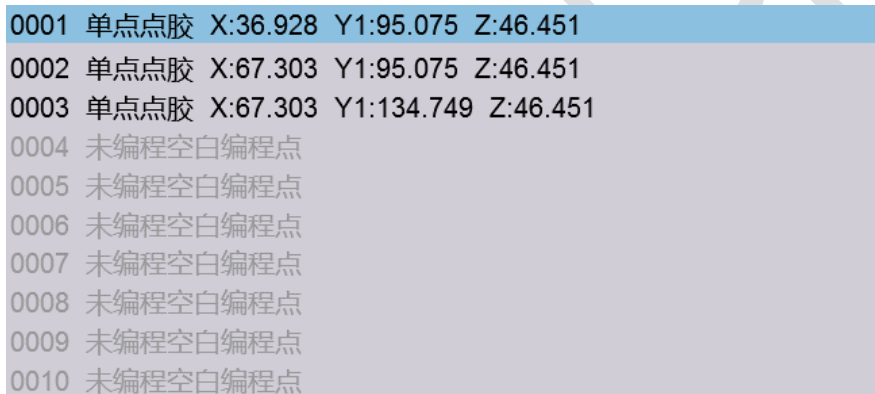 0001 单点点胶 X:36.928 Y1:95.075 Z:46.451
0002 单点点胶 X:67.303 Y1:95.075 Z:46.451
0003 单点点胶 X:67.303 Y1:134.749 Z:46.451
0004 未编程空白编程点
0005 未编程空白编程点
0006 未编程空白编程点
0007 未编程空白编程点
0008 未编程空白编程点
0009 未编程空白编程点
0010 未编程空白编程点